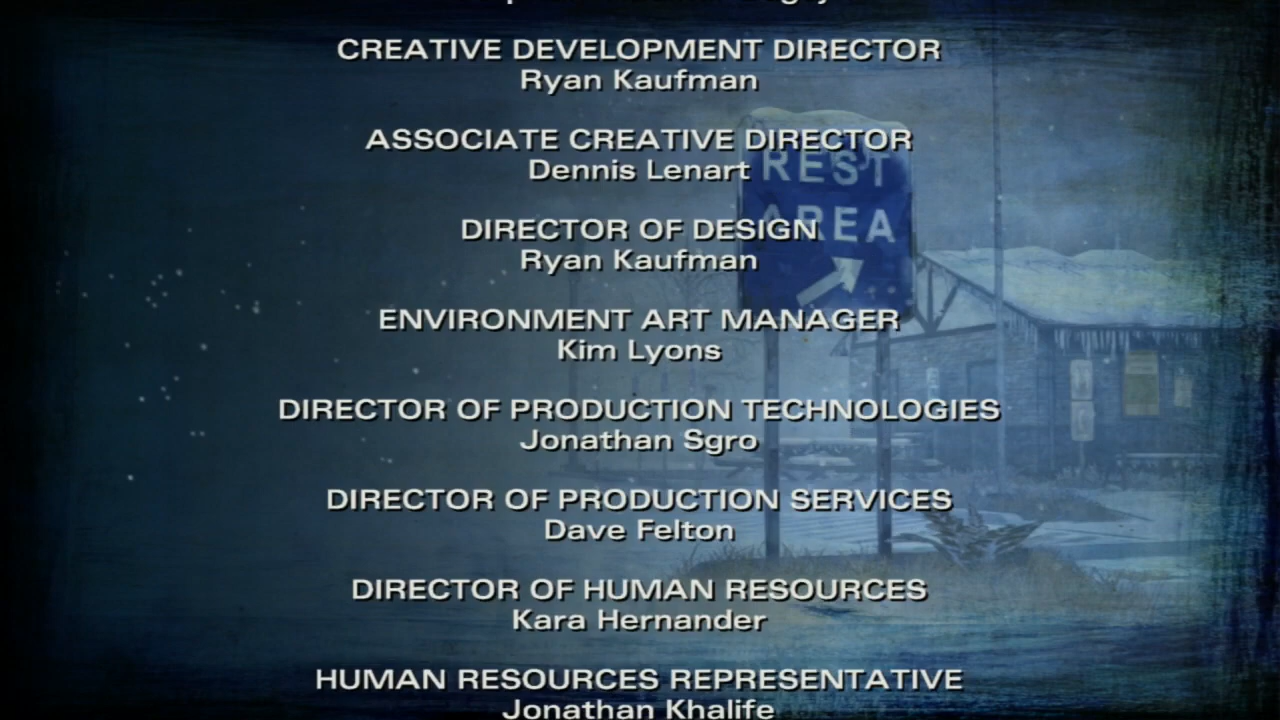 CREATIVE DEVELOPMENT DIRECTOR
Ryan Kaufman
ASSOCIATE CREATIVE DIRECTOR
Dennis Lenart
REST
AREA
DIRECTOR OF DESIGN
Ryan Kaufman
ENVIRONMENT ART MANAGER
Kim Lyons
DIRECTOR OF PRODUCTION TECHNOLOGIES
Jonathan Sgro
DIRECTOR OF PRODUCTION SERVICES
Dave Felton
DIRECTOR OF HUMAN RESOURCES
Kara Hernander
HUMAN RESOURCES REPRESENTATIVE
Jonathan Khalife